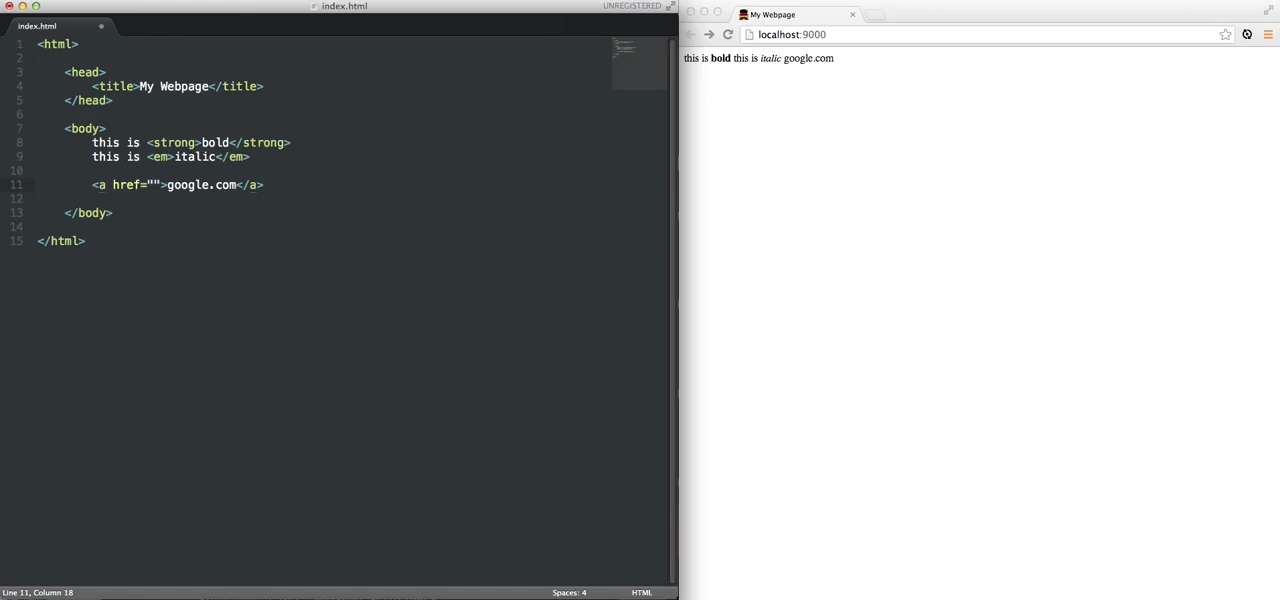 index.html
UNREGISTERED
index.html
1 <html>
2
3 <head>
4 <title>My Webpage</title>
5 </head>
6
7 <body>
8 this is <strong>bold</strong>
9 this is <em>italic</em>
10
11 <a href="">google.com</a>
12
13 </body>
14
15 </html>
Line 11, Column 18
Spaces: 4
HTML
My Webpage
localhost:9000
this is bold this is italic google.com